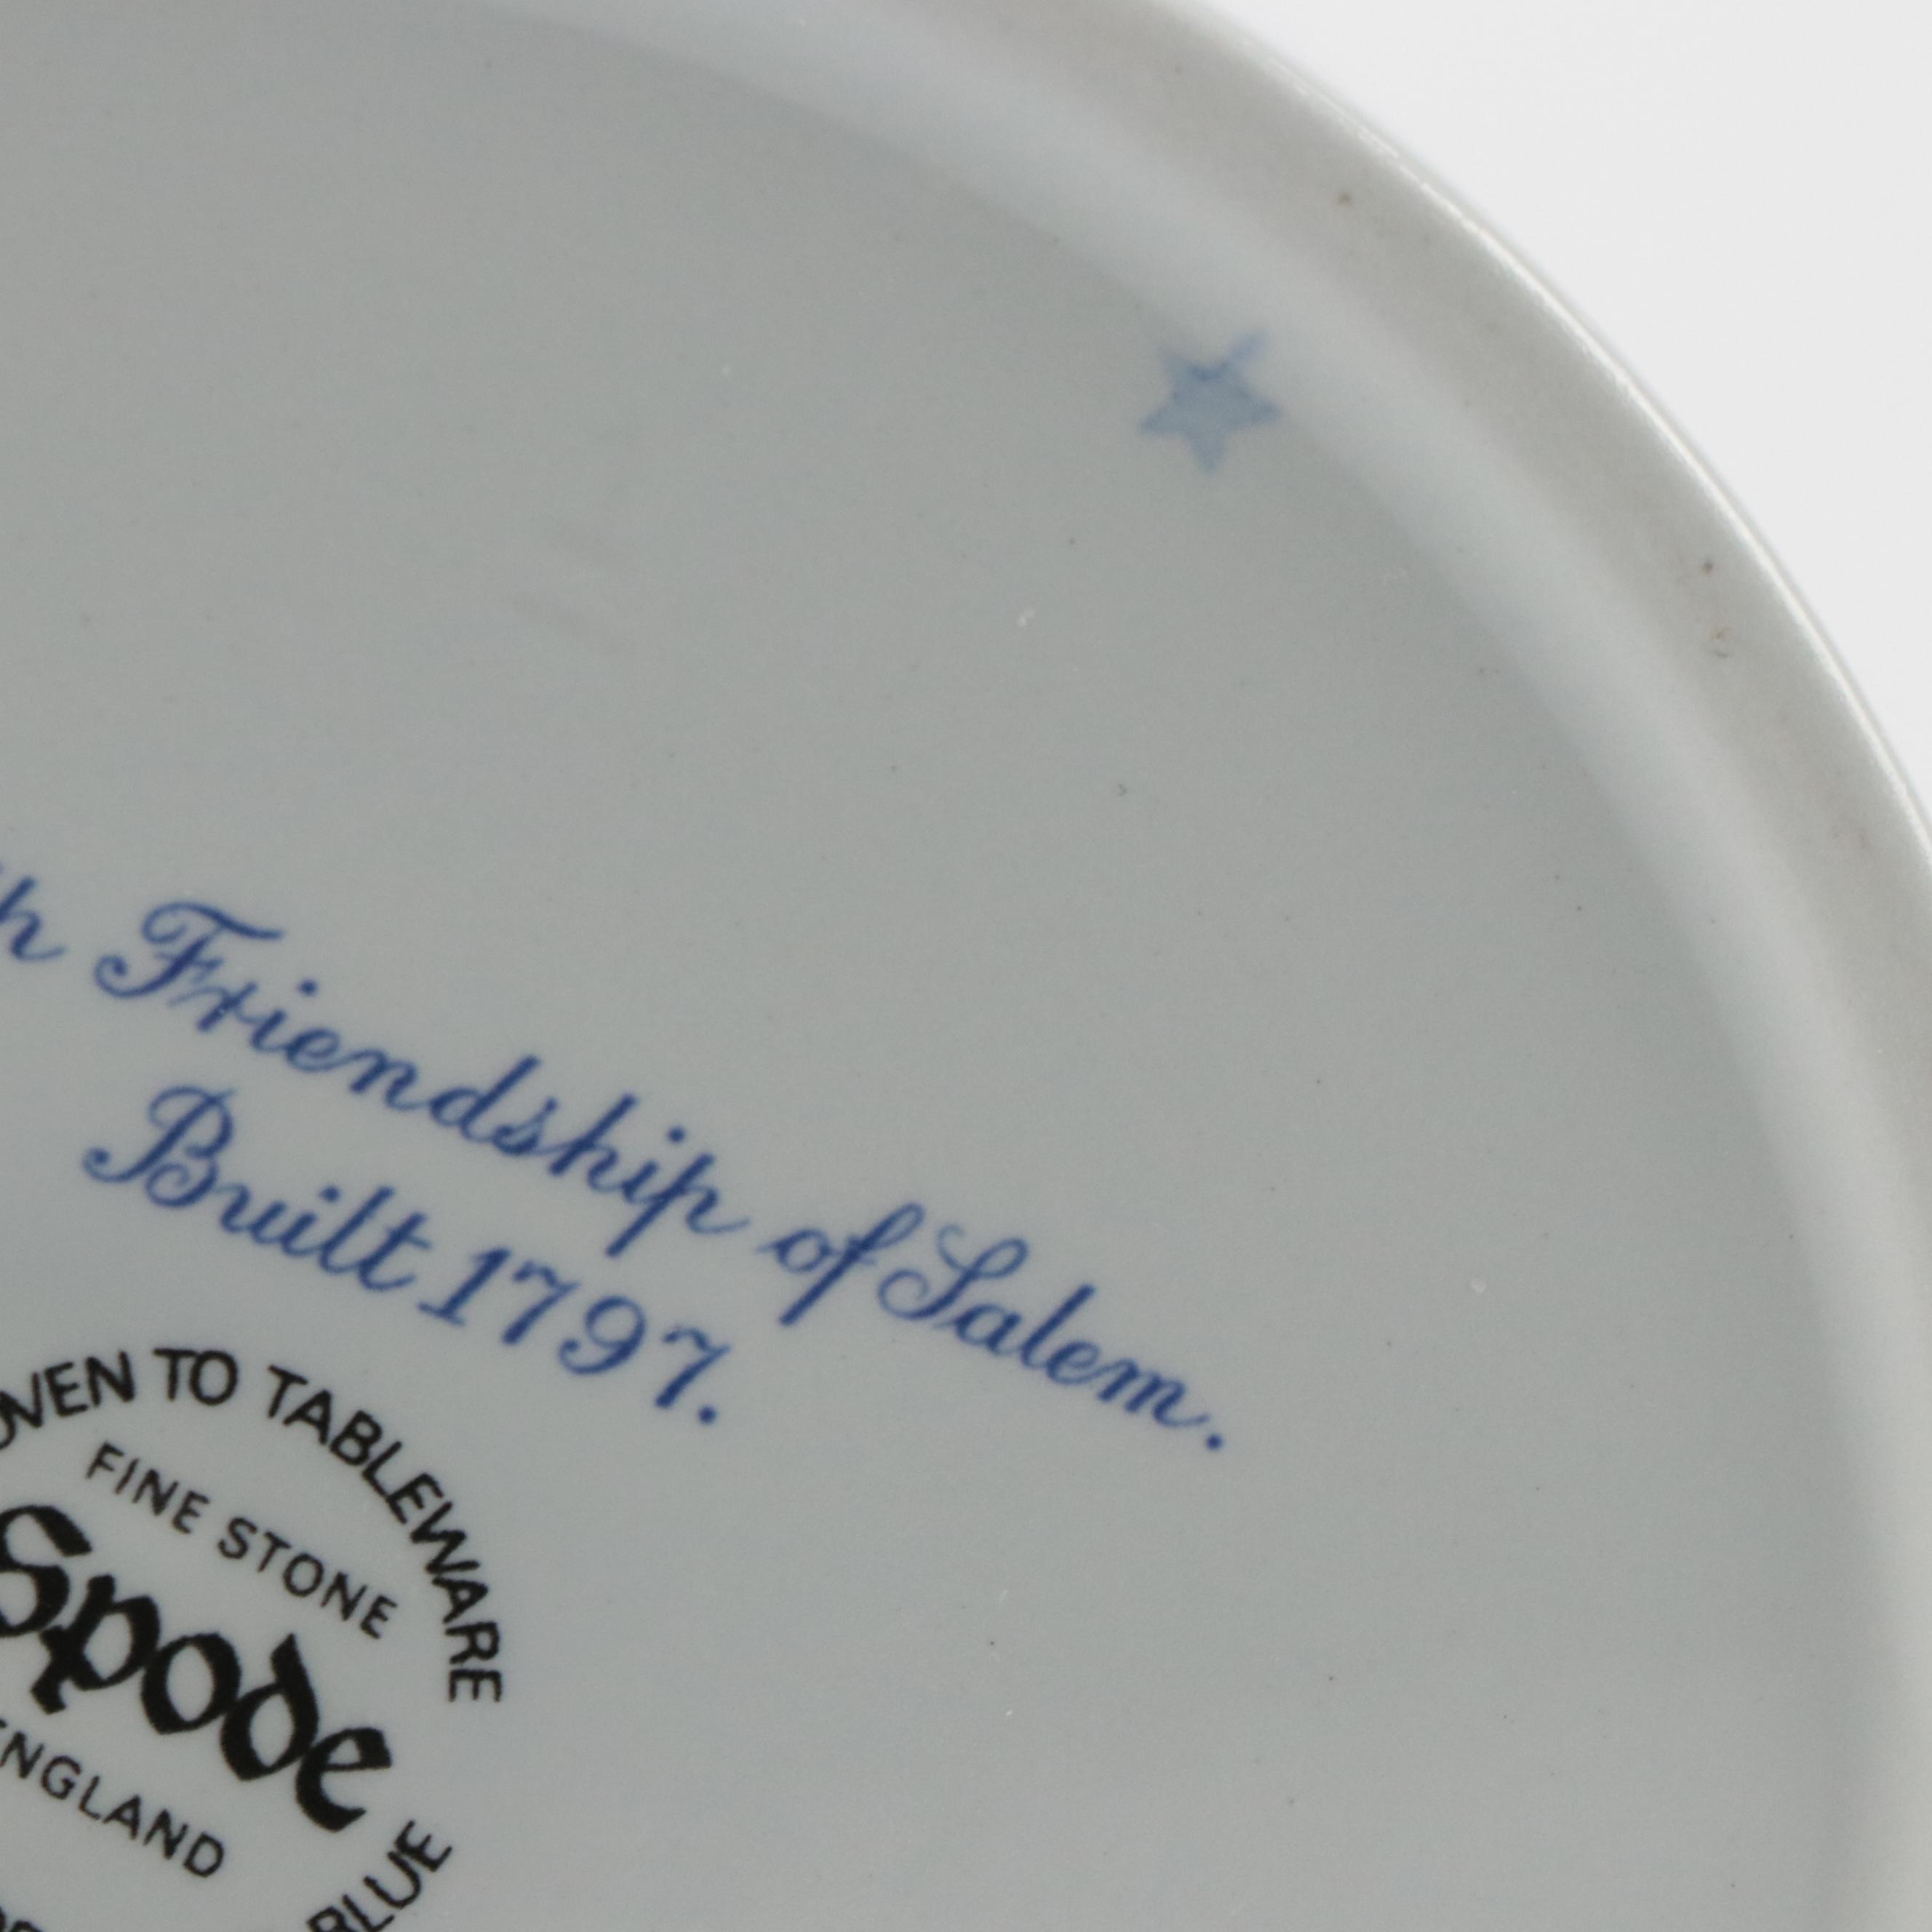 Friendship of Salem.
Built 1797.
OVEN TO TABLEWARE
FINE STONE
Spode
ENGLAND
BLUE